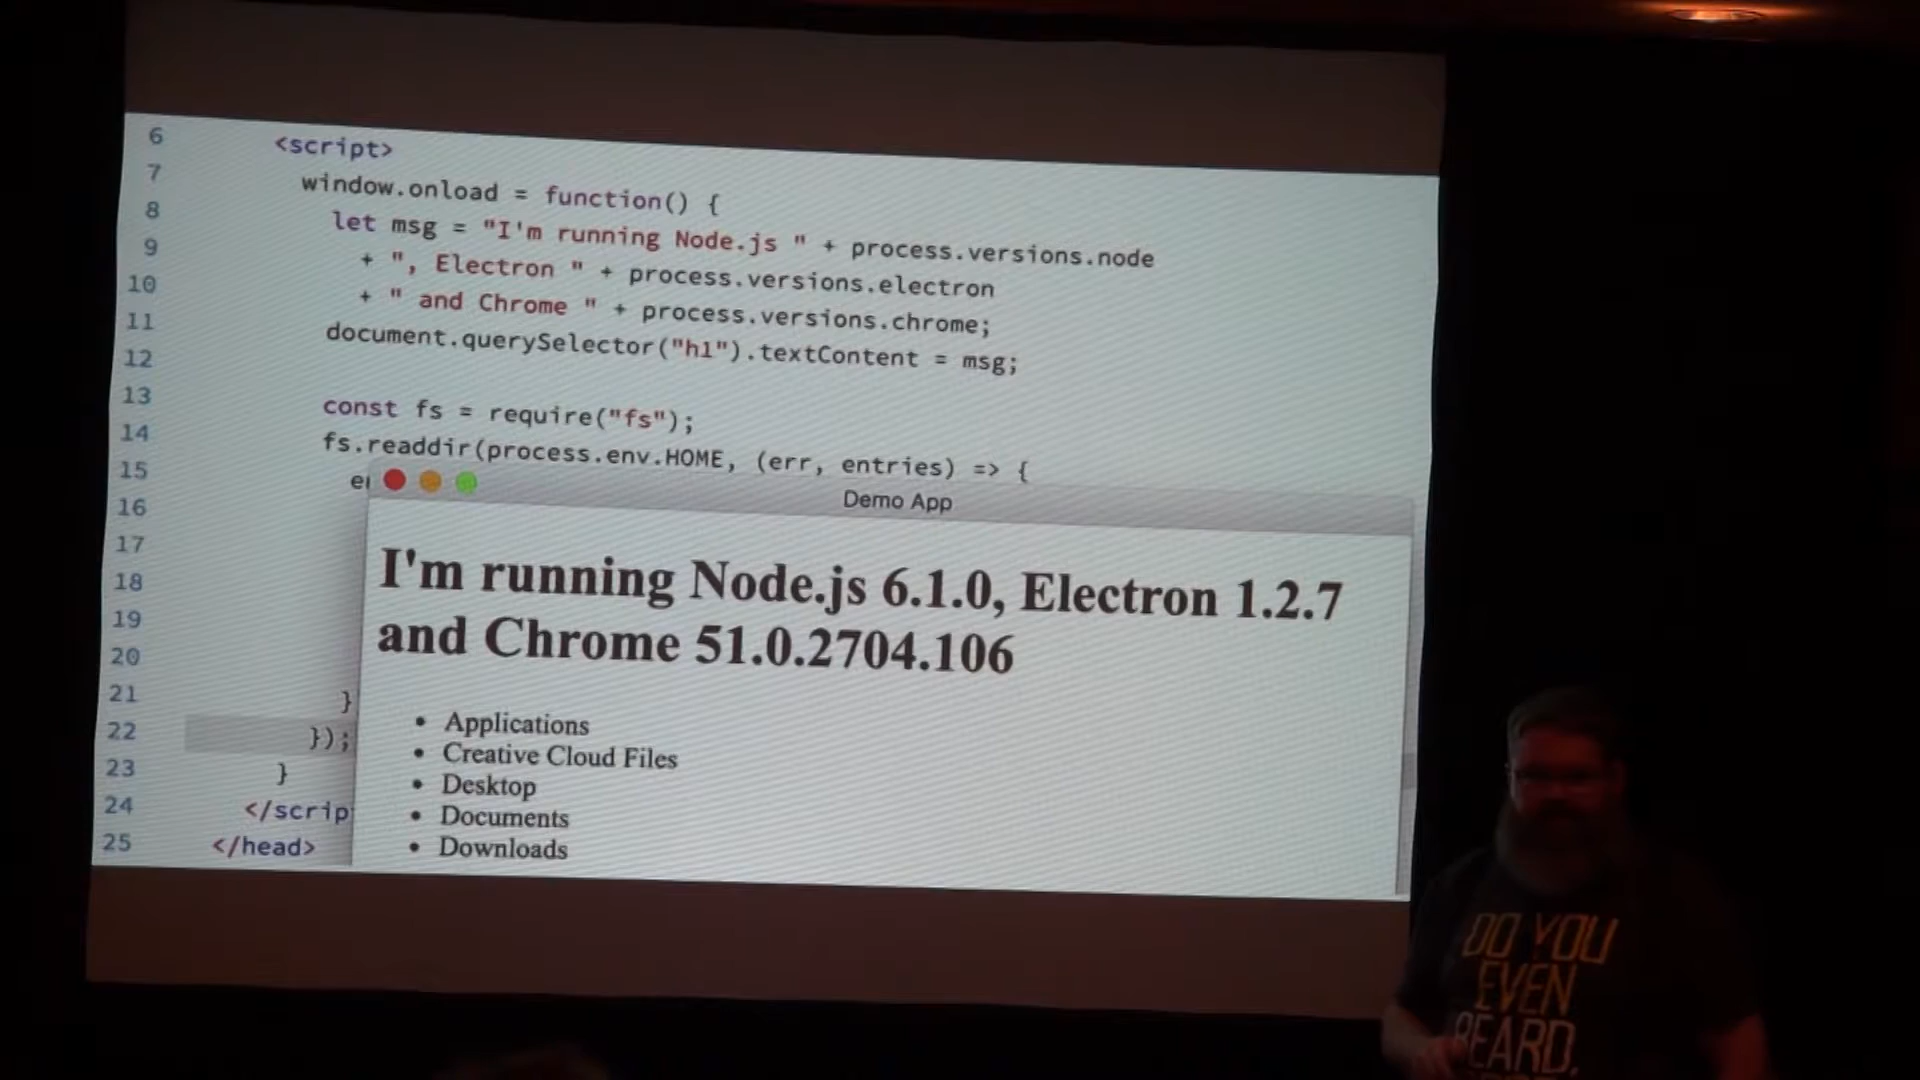 6 <script>
7 window.onload = function() {
8 let msg = "I'm running Node.js " + process.versions.node
9 + ", Electron " + process.versions.electron
10 + " and Chrome " + process.versions.chrome;
11 document.querySelector("h1").textContent = msg;
12
13 const fs = require("fs");
14 fs.readdir(process.env.HOME, (err, entries) => {
15
16
17
18
19
20
21 }
22 });
23 }
24 </scrip
25 </head>
Demo App
I'm running Node.js 6.1.0, Electron 1.2.7
and Chrome 51.0.2704.106
• Applications
• Creative Cloud Files
• Desktop
• Documents
• Downloads
DO YOU
EVEN
BEARD,